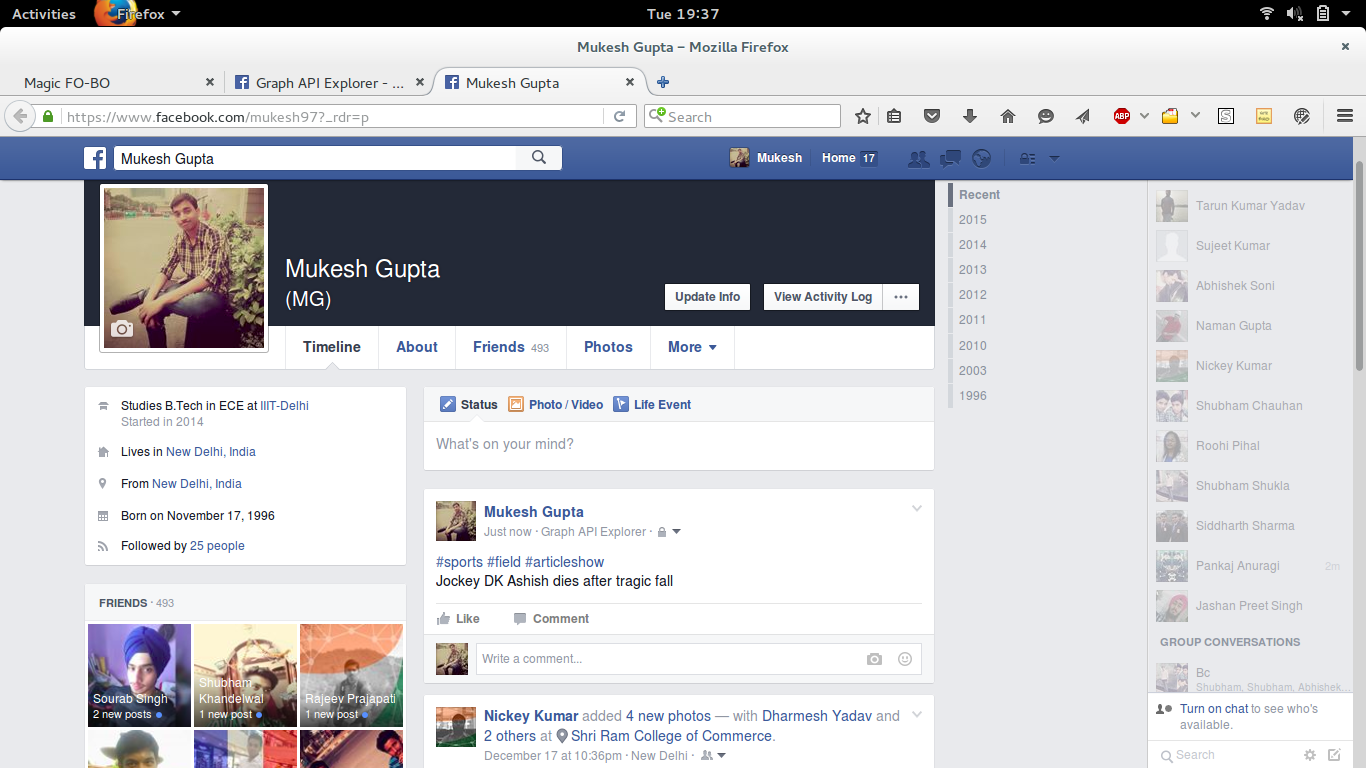 Activities
Firefox
Tue 19:37
Mukesh Gupta – Mozilla Firefox
Magic FO-BO
Graph API Explorer - ...
Mukesh Gupta
https://www.facebook.com/mukesh97?_rdr=p
Search
Mukesh Gupta
Mukesh
Home 17
Mukesh Gupta
(MG)
Update Info
View Activity Log
Timeline
About
Friends 493
Photos
More
Recent
2015
2014
2013
2012
2011
2010
2003
1996
Studies B.Tech in ECE at IIIT-Delhi
Started in 2014
Lives in New Delhi, India
From New Delhi, India
Born on November 17, 1996
Followed by 25 people
FRIENDS · 493
Sourab Singh
2 new posts
Shubham
Khandelwal
1 new post
Rajeev Prajapati
1 new post
Status
Photo / Video
Life Event
What's on your mind?
Mukesh Gupta
Just now · Graph API Explorer ·
#sports #field #articleshow
Jockey DK Ashish dies after tragic fall
Like
Comment
Write a comment...
Nickey Kumar added 4 new photos — with Dharmesh Yadav and
2 others at Shri Ram College of Commerce.
December 17 at 10:36pm · New Delhi ·
Tarun Kumar Yadav
Sujeet Kumar
Abhishek Soni
Naman Gupta
Nickey Kumar
Shubham Chauhan
Roohi Pihal
Shubham Shukla
Siddharth Sharma
Pankaj Anuragi 2m
Jashan Preet Singh
GROUP CONVERSATIONS
Bc
Shubham, Shubham, Abhishek...
Turn on chat to see who's
available.
Search
ABP
S